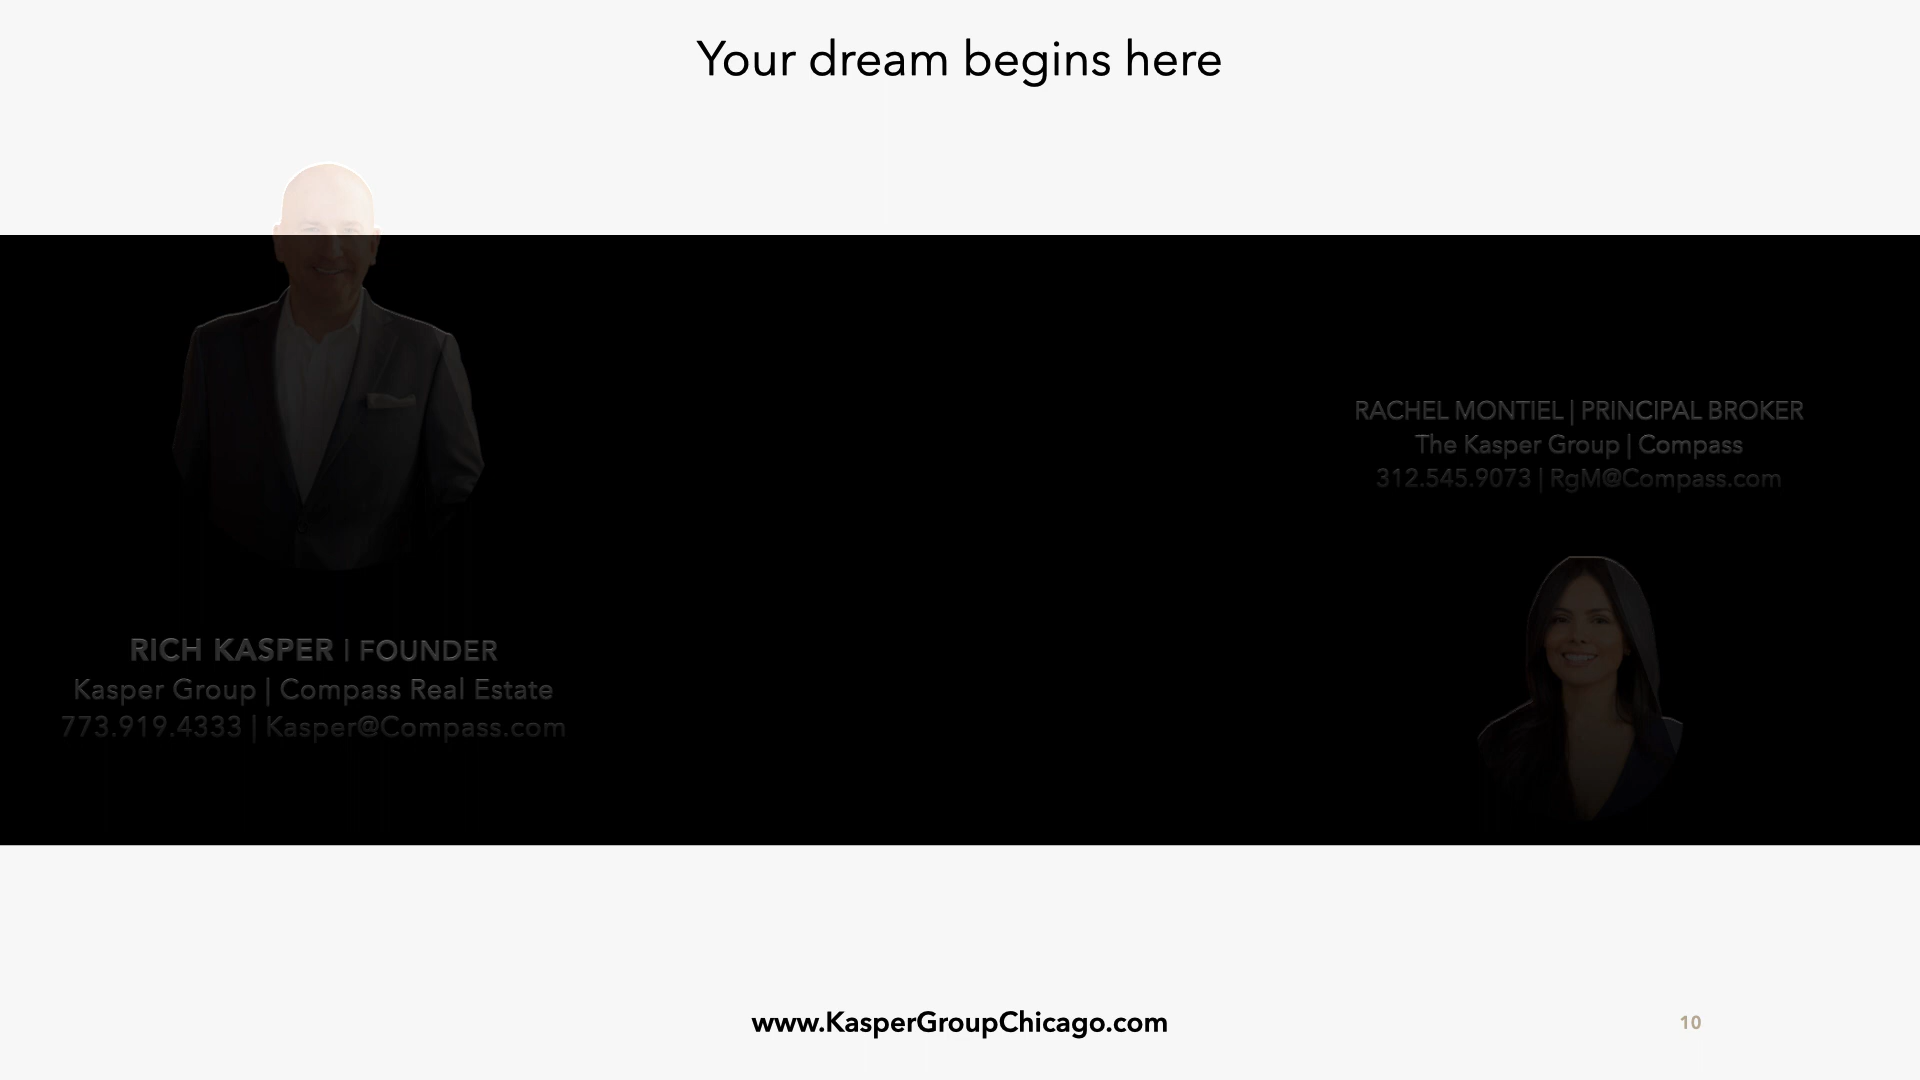 Your dream begins here
RICH KASPER | FOUNDER
Kasper Group | Compass Real Estate
773.919.4333 | Kasper@Compass.com
RACHEL MONTIEL | PRINCIPAL BROKER
The Kasper Group | Compass
312.545.9073 | RgM@Compass.com
www.KasperGroupChicago.com
10